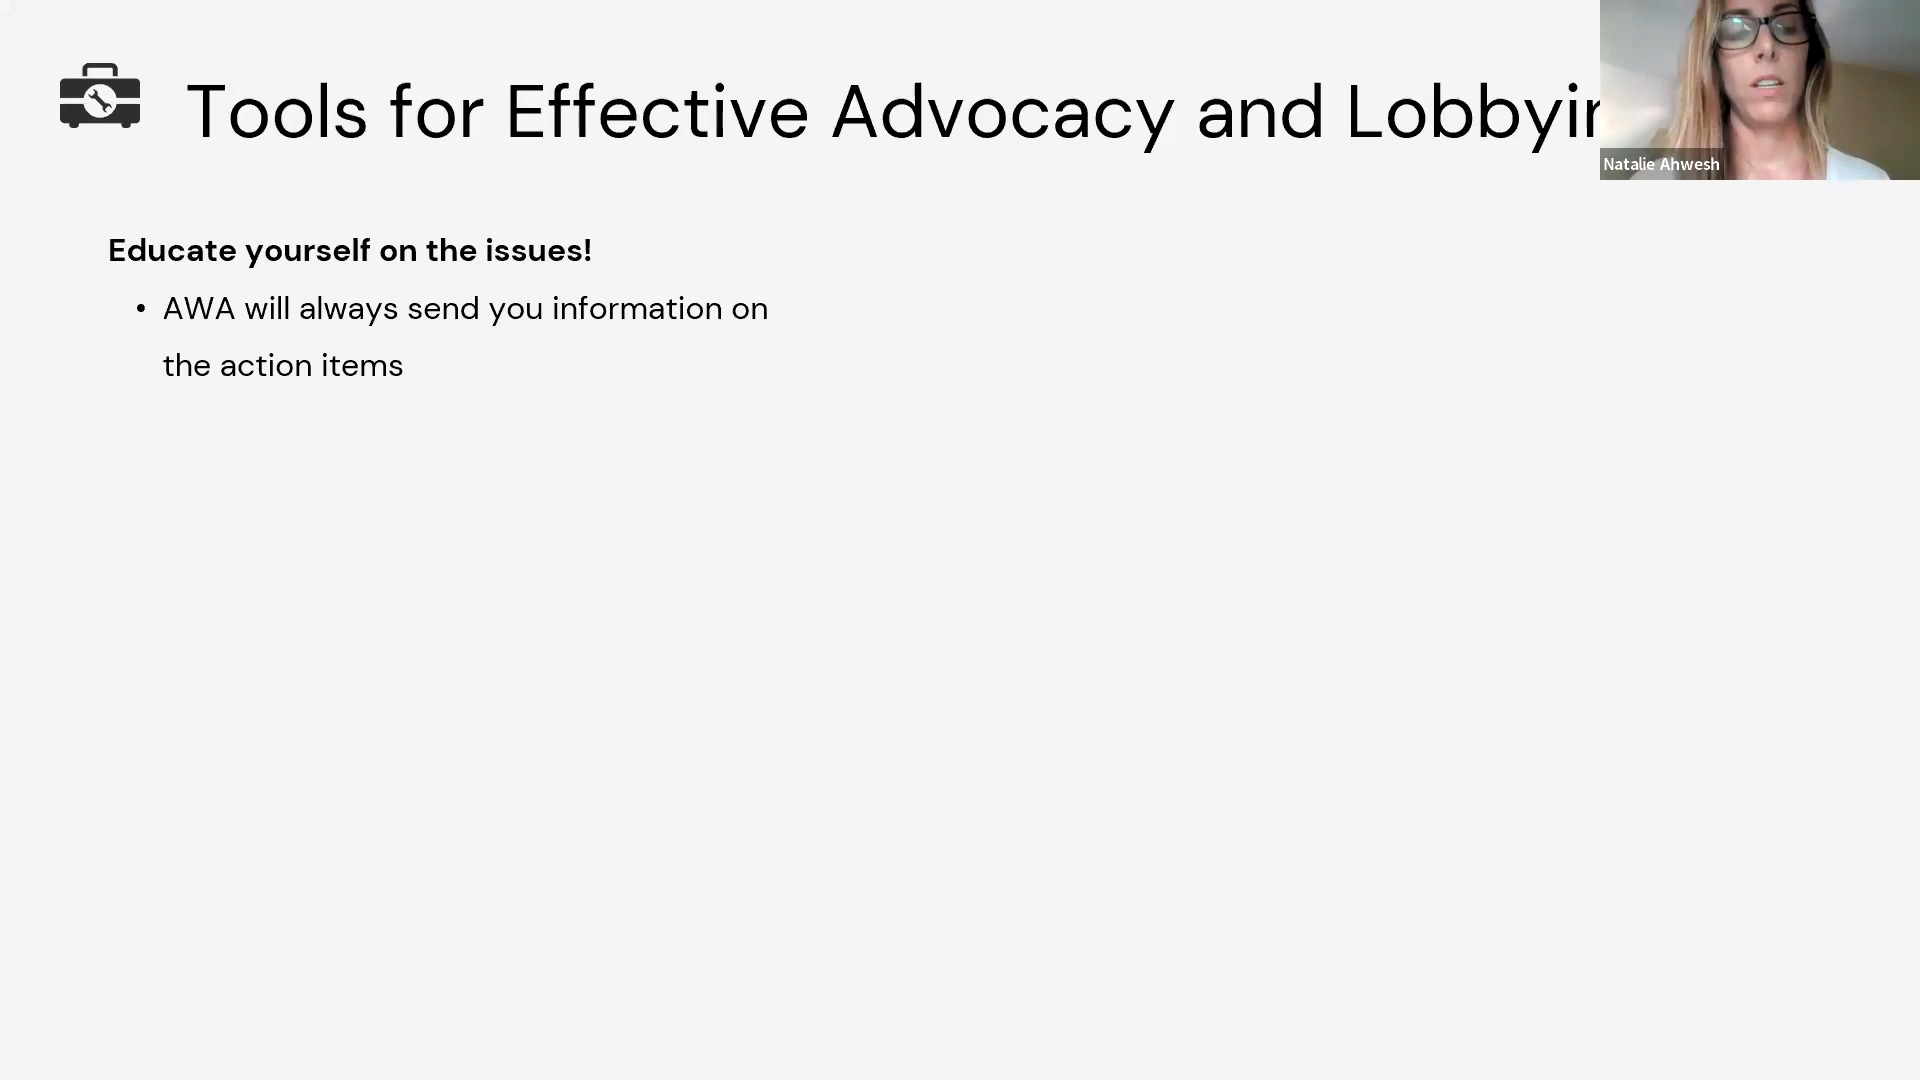 Tools for Effective Advocacy and Lobbyin
Natalie Ahwesh
Educate yourself on the issues!
• AWA will always send you information on
the action items